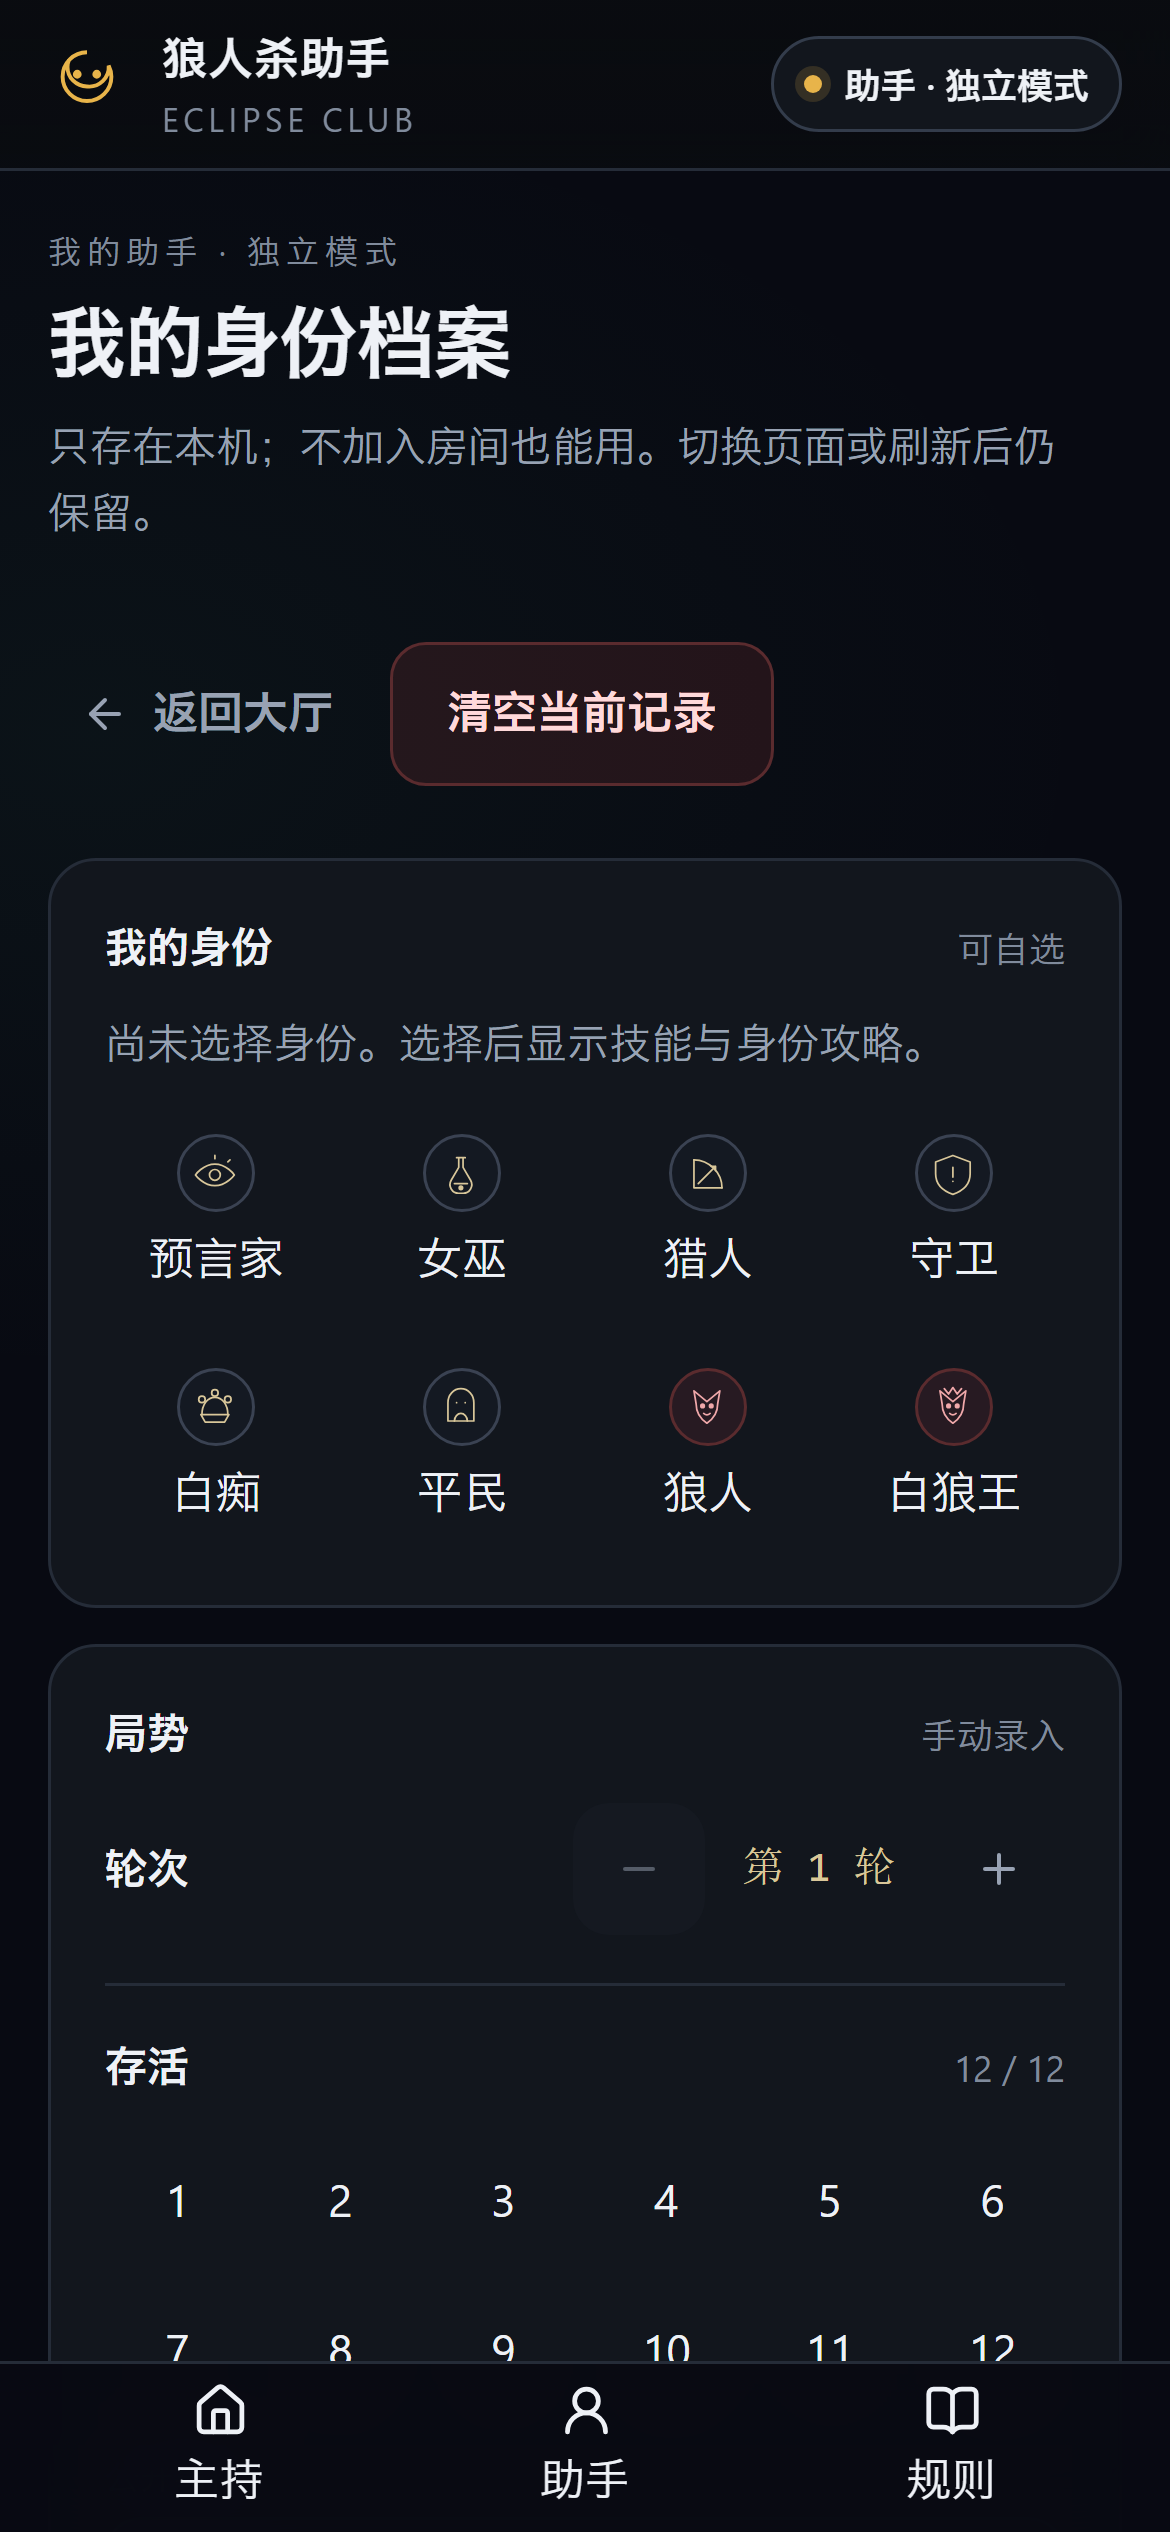 狼人杀助手
ECLIPSE CLUB
助手 · 独立模式
我的助手 · 独立模式
我的身份档案
只存在本机；不加入房间也能用。切换页面或刷新后仍
保留。
← 返回大厅
清空当前记录
我的身份
可自选
尚未选择身份。选择后显示技能与身份攻略。
预言家 女巫 猎人 守卫
白痴 平民 狼人 白狼王
局势
手动录入
轮次
− 第 1 轮 +
存活
12 / 12
1 2 3 4 5 6
7 8 9 10 11 12
主持 助手 规则